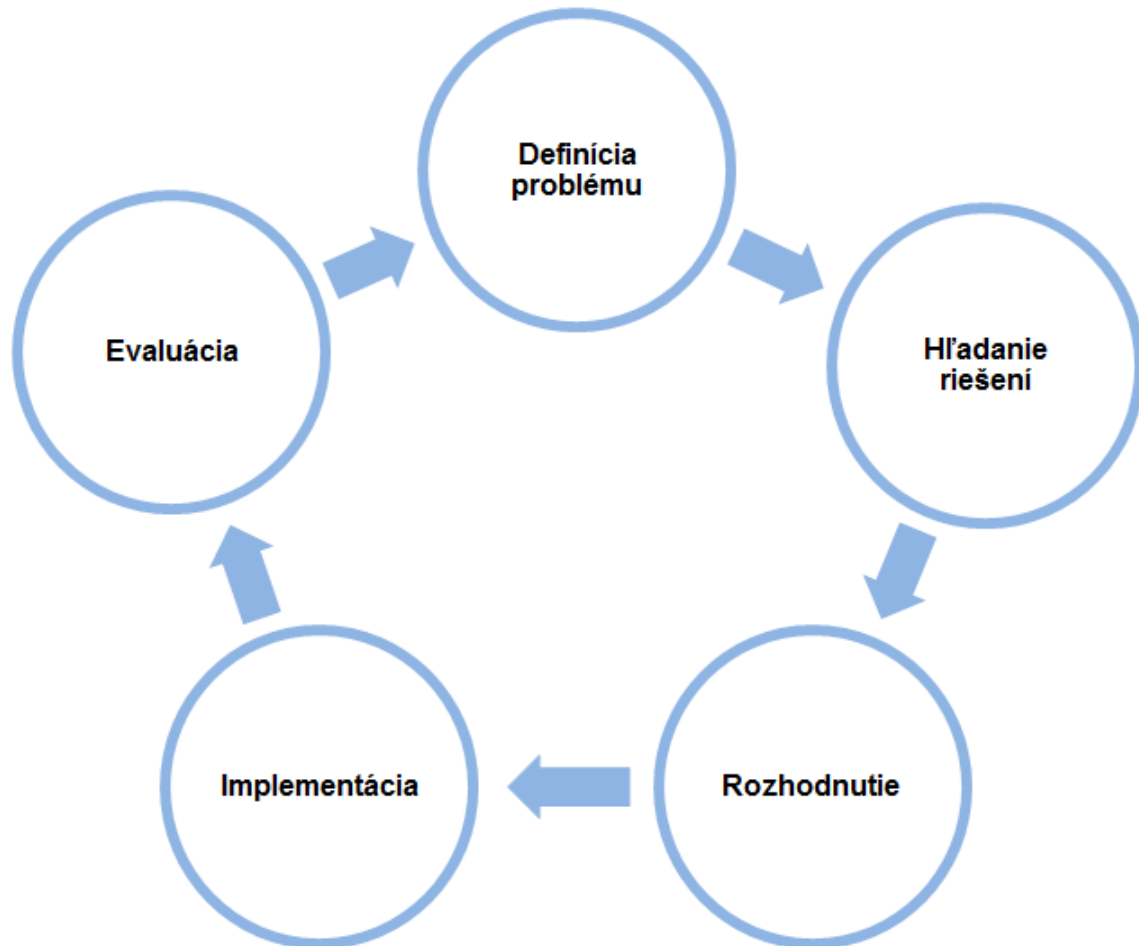 Definícia
problému
Hľadanie
riešení
Rozhodnutie
Implementácia
Evaluácia